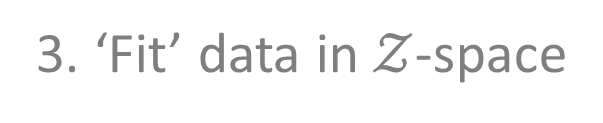 3. ‘Fit’ data in 𝒵-space